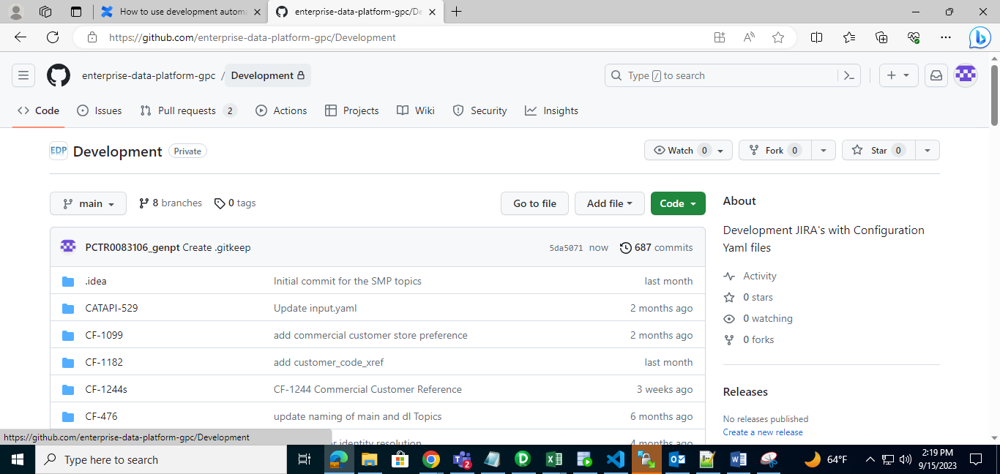 How to use development automa
enterprise-data-platform-gpc/De
https://github.com/enterprise-data-platform-gpc/Development
enterprise-data-platform-gpc / Development
Type / to search
Code
Issues
Pull requests 2
Actions
Projects
Wiki
Security
Insights
EDP Development Private
Watch 0
Fork 0
Star 0
main
8 branches
0 tags
Go to file
Add file
Code
PCTR0083106_genpt Create .gitkeep 5da5071 now 687 commits
.idea Initial commit for the SMP topics last month
CATAPI-529 Update input.yaml 2 months ago
CF-1099 add commercial customer store preference 2 months ago
CF-1182 add customer_code_xref last month
CF-1244s CF-1244 Commercial Customer Reference 3 weeks ago
CF-476 update naming of main and dl Topics 6 months ago
identity resolution 4 months ago
About
Development JIRA's with Configuration
Yaml files
Activity
0 stars
0 watching
0 forks
Releases
No releases published
Create a new release
https://github.com/enterprise-data-platform-gpc/Development
Type here to search
2
64°F
2:19 PM
9/15/2023